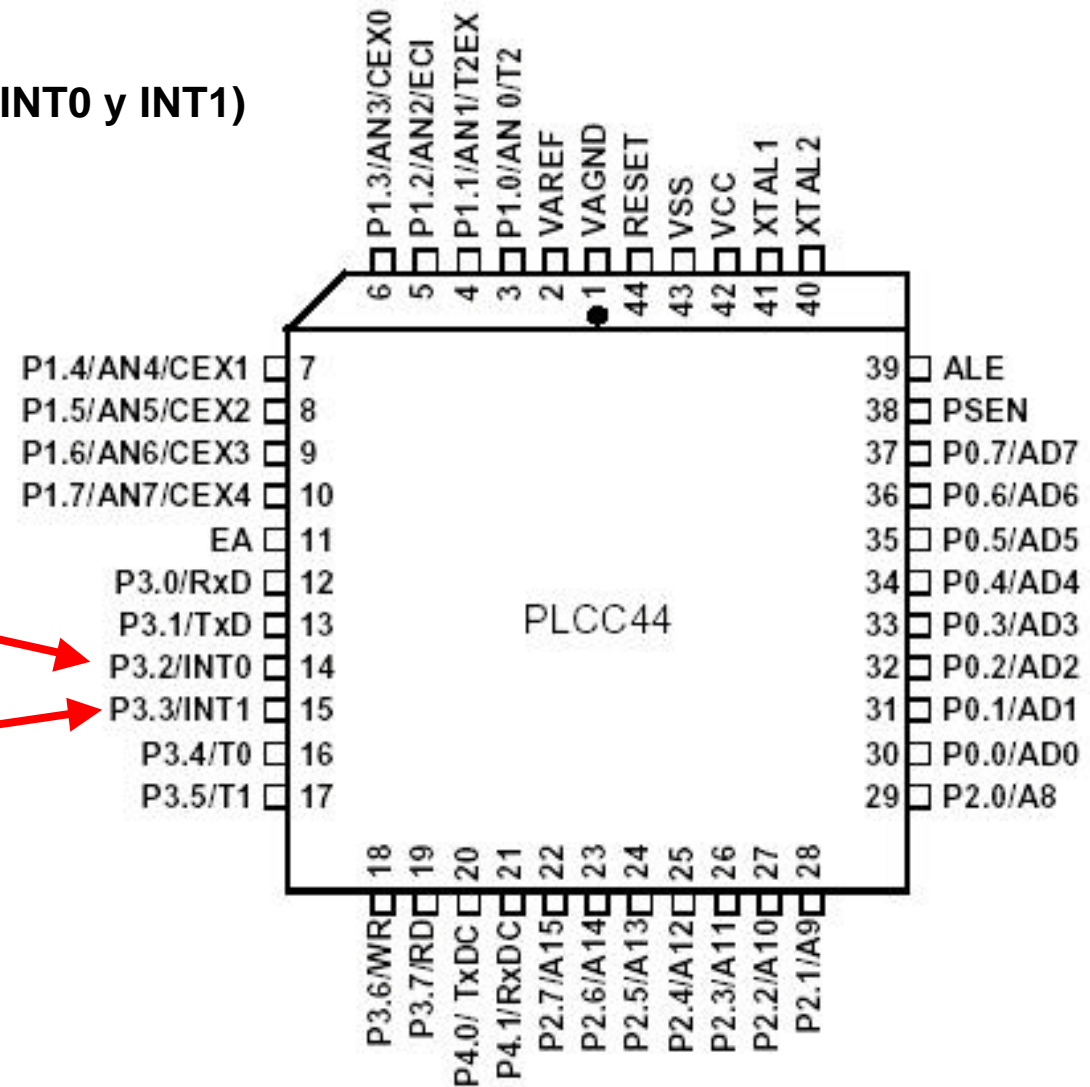 INT0 y INT1)
P1.3/AN3/CEX0
P1.2/AN2/ECI
P1.1/AN1/T2EX
P1.0/AN 0/T2
VAREF
VAGND
RESET
VSS
VCC
XTAL1
XTAL2
6 5 4 3 2 1 44 43 42 41 40
P1.4/AN4/CEX1 7
P1.5/AN5/CEX2 8
P1.6/AN6/CEX3 9
P1.7/AN7/CEX4 10
EA 11
P3.0/RxD 12
P3.1/TxD 13
P3.2/INT0 14
P3.3/INT1 15
P3.4/T0 16
P3.5/T1 17
PLCC44
39 ALE
38 PSEN
37 P0.7/AD7
36 P0.6/AD6
35 P0.5/AD5
34 P0.4/AD4
33 P0.3/AD3
32 P0.2/AD2
31 P0.1/AD1
30 P0.0/AD0
29 P2.0/A8
18 19 20 21 22 23 24 25 26 27 28
P3.6/WR
P3.7/RD
P4.0/ TxDC
P4.1/RxDC
P2.7/A15
P2.6/A14
P2.5/A13
P2.4/A12
P2.3/A11
P2.2/A10
P2.1/A9